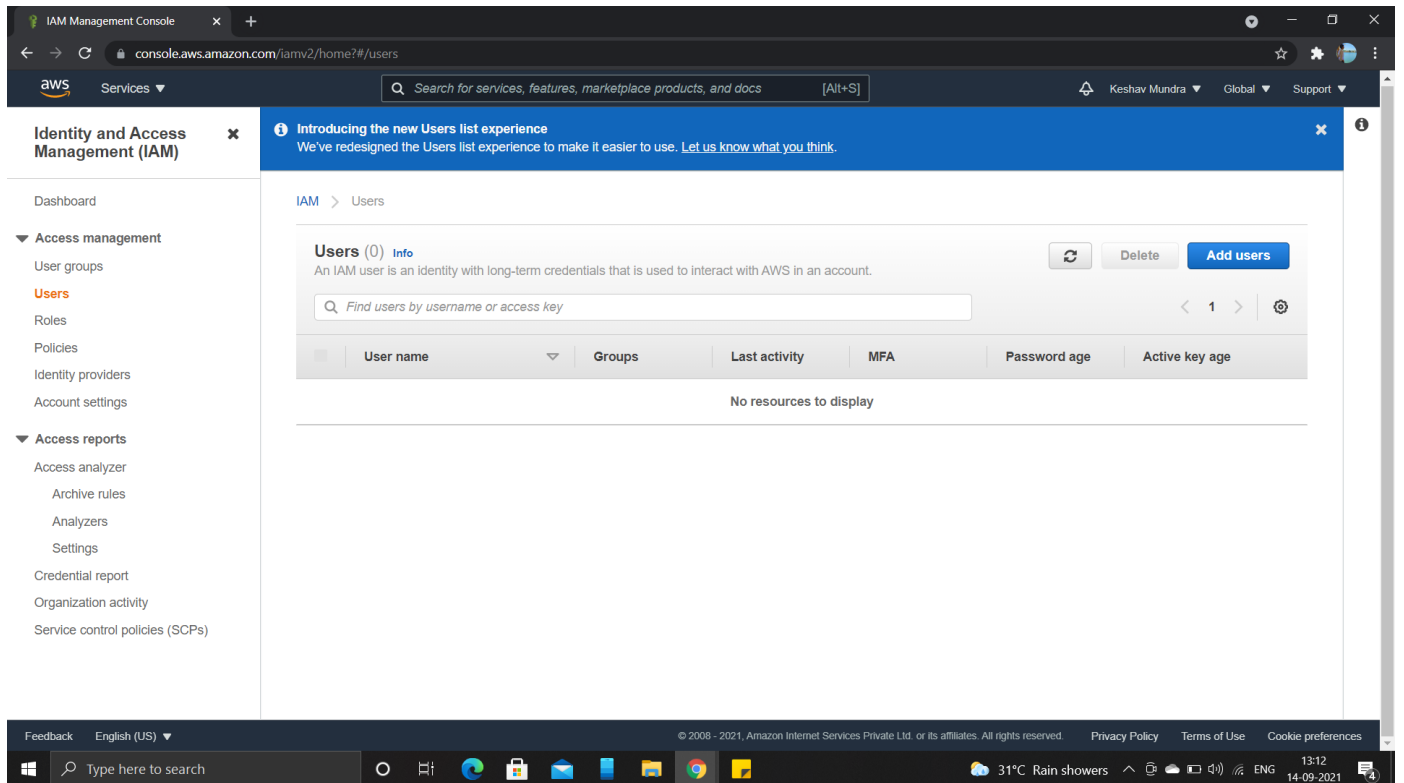 IAM Management Console
console.aws.amazon.com/iamv2/home?#/users
aws
Services
Search for services, features, marketplace products, and docs [Alt+S]
Keshav Mundra
Global
Support
Identity and Access
Management (IAM)
Dashboard
Access management
User groups
Users
Roles
Policies
Identity providers
Account settings
Access reports
Access analyzer
Archive rules
Analyzers
Settings
Credential report
Organization activity
Service control policies (SCPs)
Introducing the new Users list experience
We've redesigned the Users list experience to make it easier to use. Let us know what you think.
IAM > Users
Users (0) Info
An IAM user is an identity with long-term credentials that is used to interact with AWS in an account.
Delete
Add users
Find users by username or access key
1
User name Groups Last activity MFA Password age Active key age
No resources to display
Feedback English (US)
© 2008 - 2021, Amazon Internet Services Private Ltd. or its affiliates. All rights reserved. Privacy Policy Terms of Use Cookie preferences
Type here to search
31°C Rain showers
ENG
13:12
14-09-2021
4